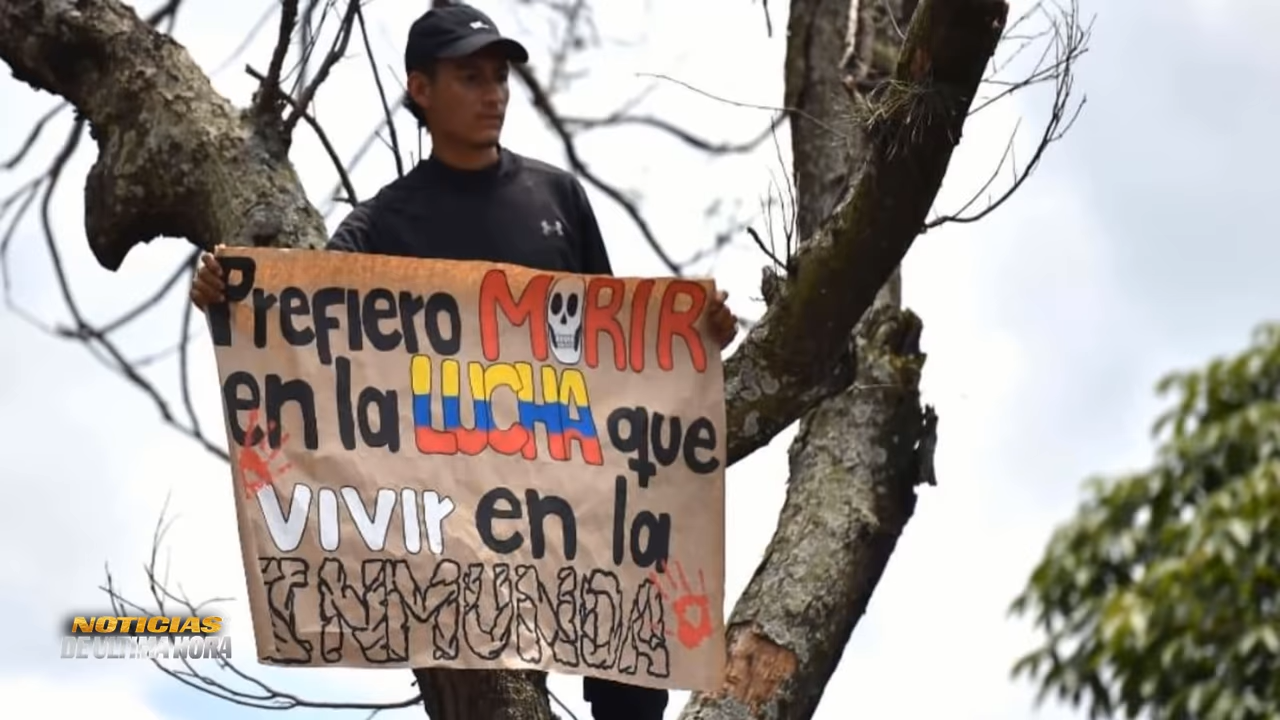 Prefiero MORIR
en la LUCHA que
vivir en la
INMUNDA
NOTICIAS
DE ULTIMA HORA